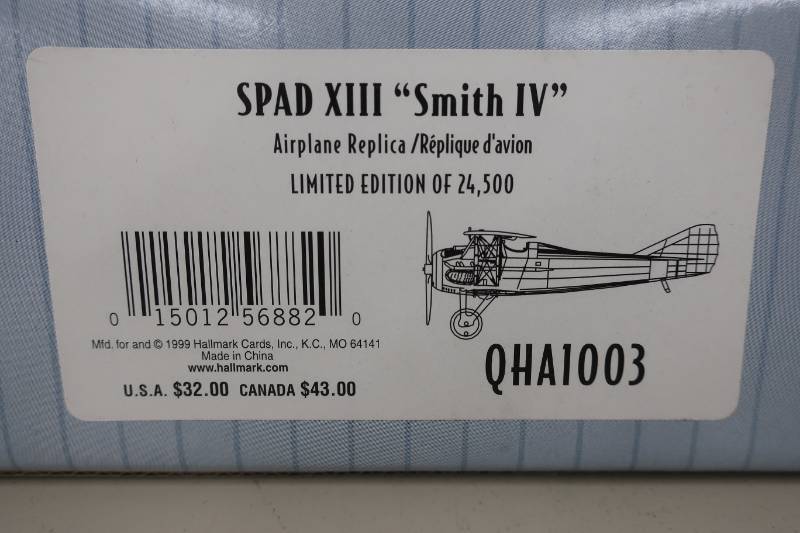 SPAD XIII “Smith IV”
Airplane Replica /Réplique d'avion
LIMITED EDITION OF 24,500
0 15012 56882 0
Mfd. for and © 1999 Hallmark Cards, Inc., K.C., MO 64141
Made in China
www.hallmark.com
U.S.A. $32.00 CANADA $43.00
QHA1003